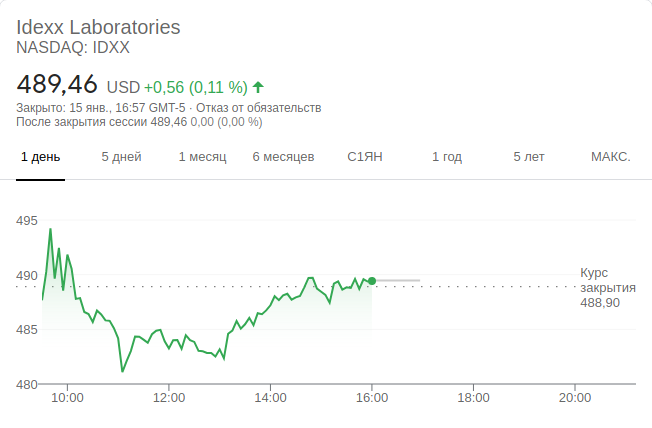 Idexx Laboratories
NASDAQ: IDXX
489,46 USD +0,56 (0,11 %)
Закрыто: 15 янв., 16:57 GMT-5 · Отказ от обязательств
После закрытия сессии 489,46 0,00 (0,00 %)
1 день 5 дней 1 месяц 6 месяцев С1ЯН 1 год 5 лет МАКС.
495
490
485
480
Курс
закрытия
488,90
10:00 12:00 14:00 16:00 18:00 20:00